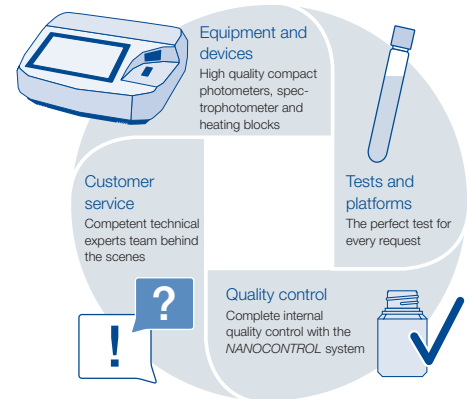 Equipment and
devices
High quality compact
photometers, spec-
trophotometer and
heating blocks
Tests and
platforms
The perfect test for
every request
Customer
service
Competent technical
experts team behind
the scenes
Quality control
Complete internal
quality control with the
NANOCONTROL system
?
!